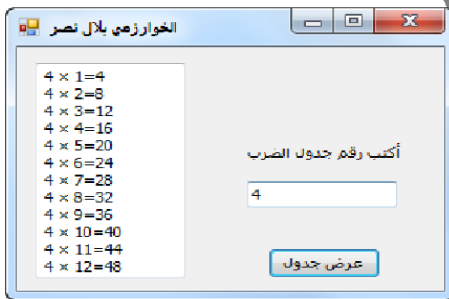 الخوارزمي بلال نصر
4 × 1=4
4 × 2=8
4 × 3=12
4 × 4=16
4 × 5=20
4 × 6=24
4 × 7=28
4 × 8=32
4 × 9=36
4 × 10=40
4 × 11=44
4 × 12=48
أكتب رقم جدول الضرب
4
عرض جدول